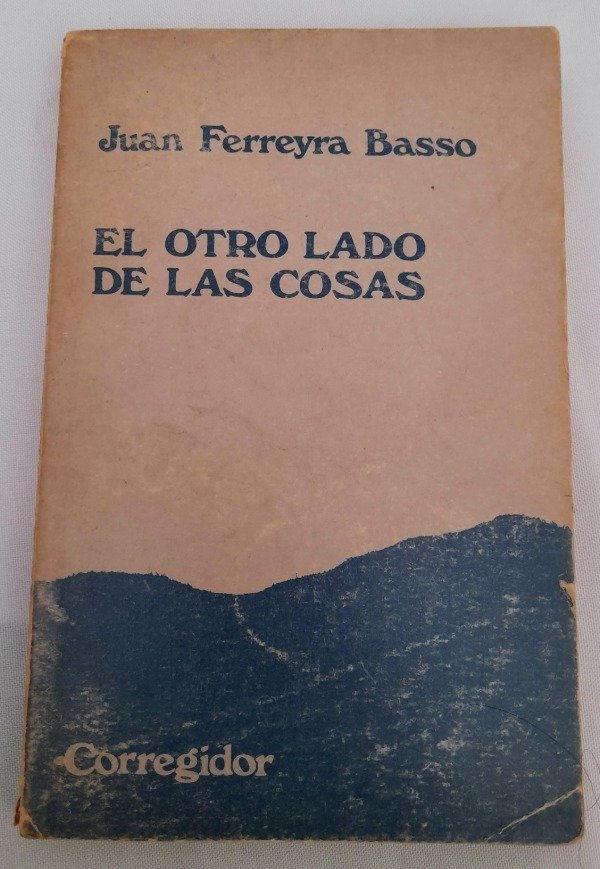 Juan Ferreyra Basso
EL OTRO LADO
DE LAS COSAS
Corregidor